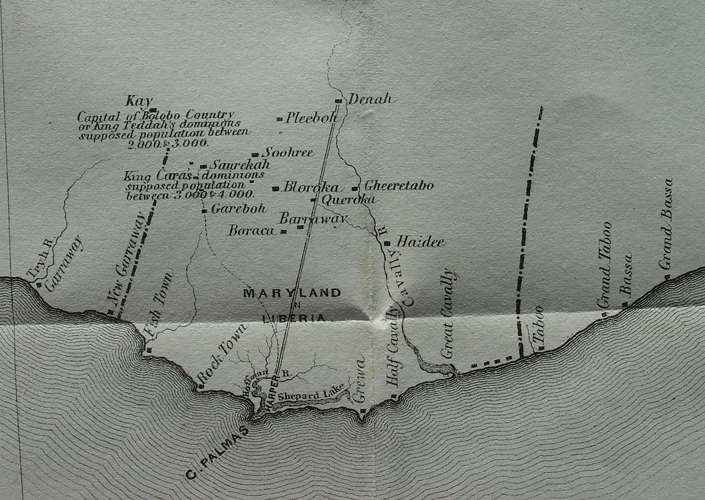 Denah
Kay
Capital of Bolobo Country
or King Teddah's dominions
supposed population between
2.000 & 3.000.
Pleeboh
Soohree
Saurekah
King Caras dominions
supposed population
between 3.000 & 4.000.
Bloroka
Gheeretabo
Queroka
Gareboh
Barraway
Baraca
Haidee
Cavally R.
Garraway
New Garraway
Fish Town
Rock Town
MARYLAND
IN
LIBERIA.
Hoffman R.
HARPER
Shepard Lake
C. PALMAS
Grewa
Half Cavally
Great Cavally
Taboo
Grand Taboo
Bassa
Grand Bassa